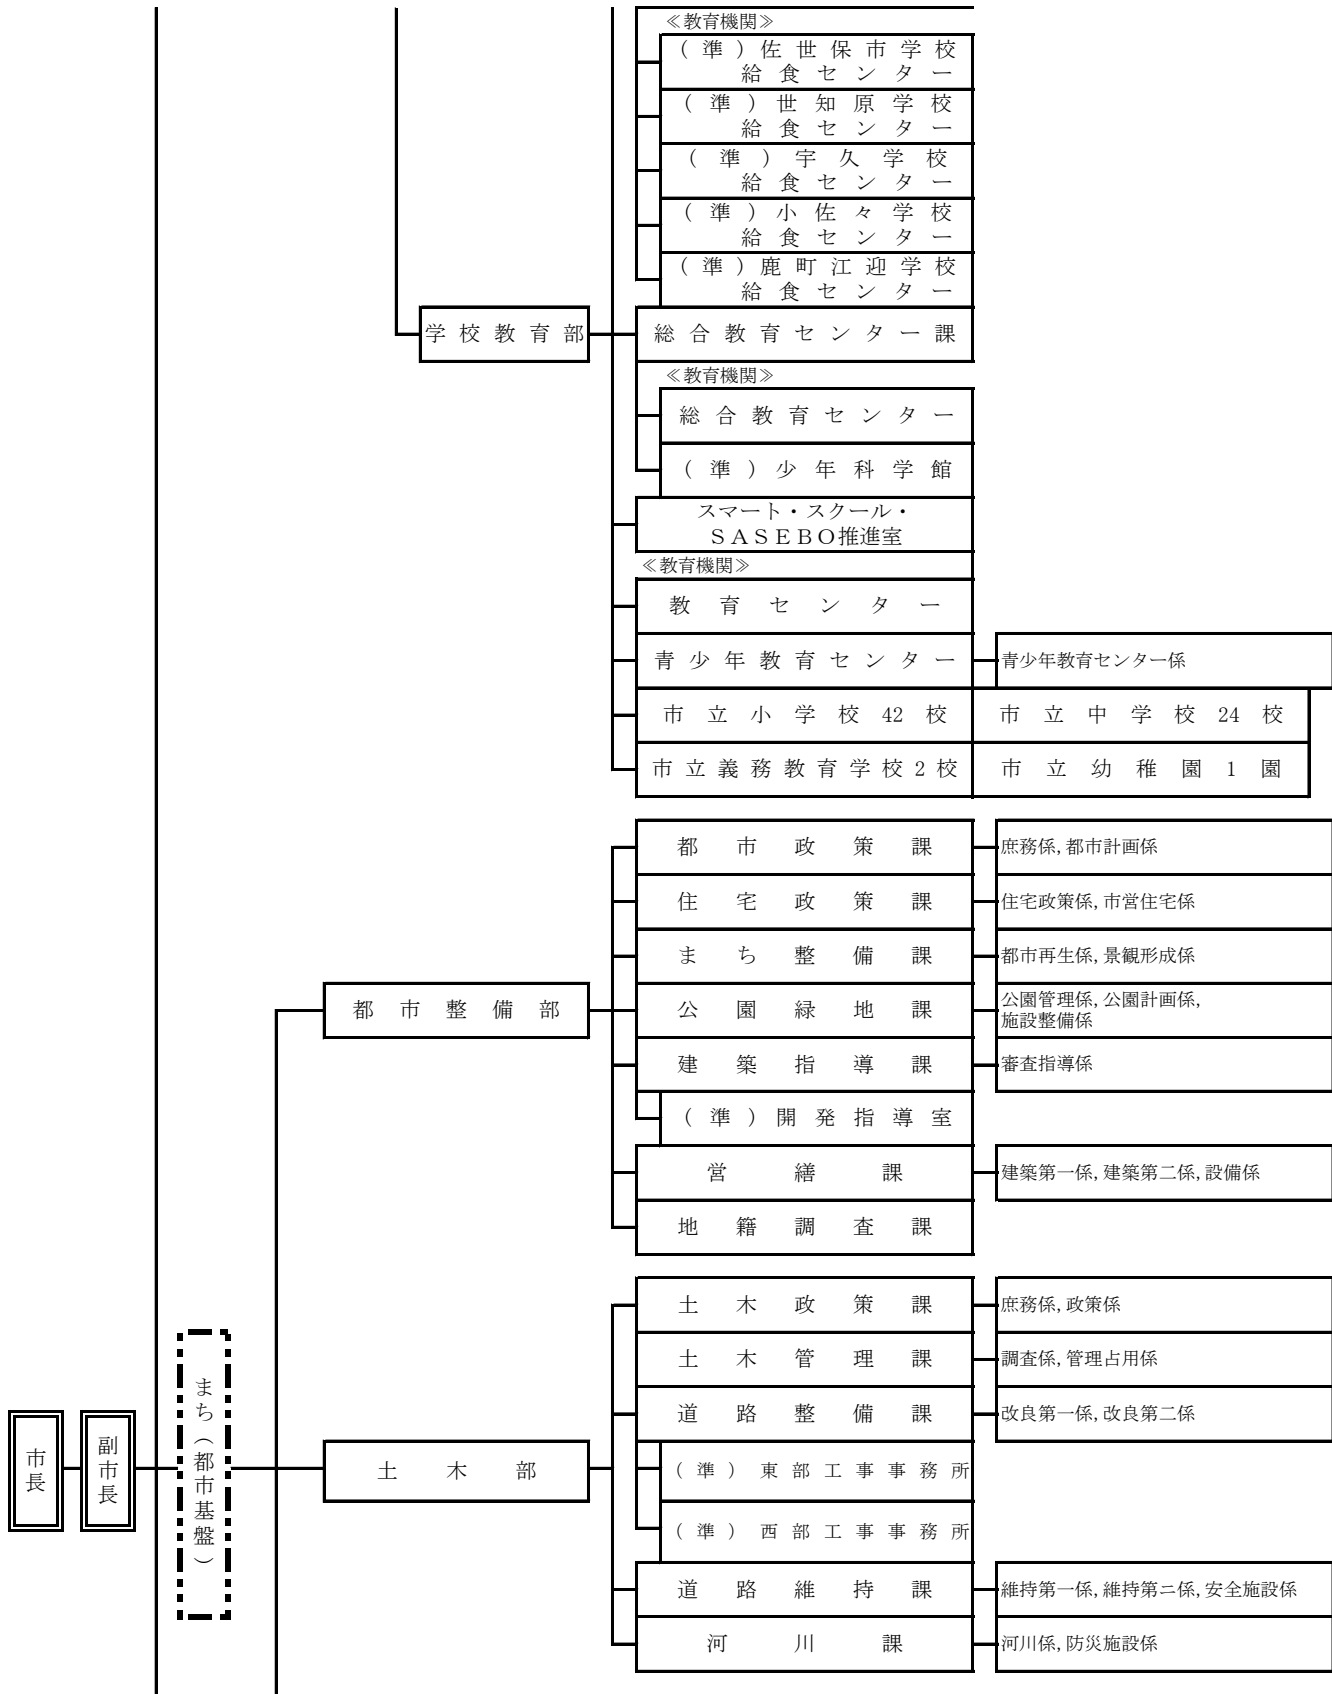 ≪教育機関≫
(準)佐世保市学校
給食センター
(準)世知原学校
給食センター
(準)宇久学校
給食センター
(準)小佐々学校
給食センター
(準)鹿町江迎学校
給食センター
学校教育部
総合教育センター課
≪教育機関≫
総合教育センター
(準)少年科学館
スマート・スクール・
SASEBO推進室
≪教育機関≫
教育センター
青少年教育センター
青少年教育センター係
市立小学校42校
市立中学校24校
市立義務教育学校2校
市立幼稚園1園
都市整備部
都市政策課
庶務係,都市計画係
住宅政策課
住宅政策係,市営住宅係
まち整備課
都市再生係,景観形成係
公園緑地課
公園管理係,公園計画係,
施設整備係
建築指導課
審査指導係
(準)開発指導室
営繕課
建築第一係,建築第二係,設備係
地籍調査課
市長
副市長
まち(都市基盤)
土木部
土木政策課
庶務係,政策係
土木管理課
調査係,管理占用係
道路整備課
改良第一係,改良第二係
(準)東部工事事務所
(準)西部工事事務所
道路維持課
維持第一係,維持第ニ係,安全施設係
河川課
河川係,防災施設係